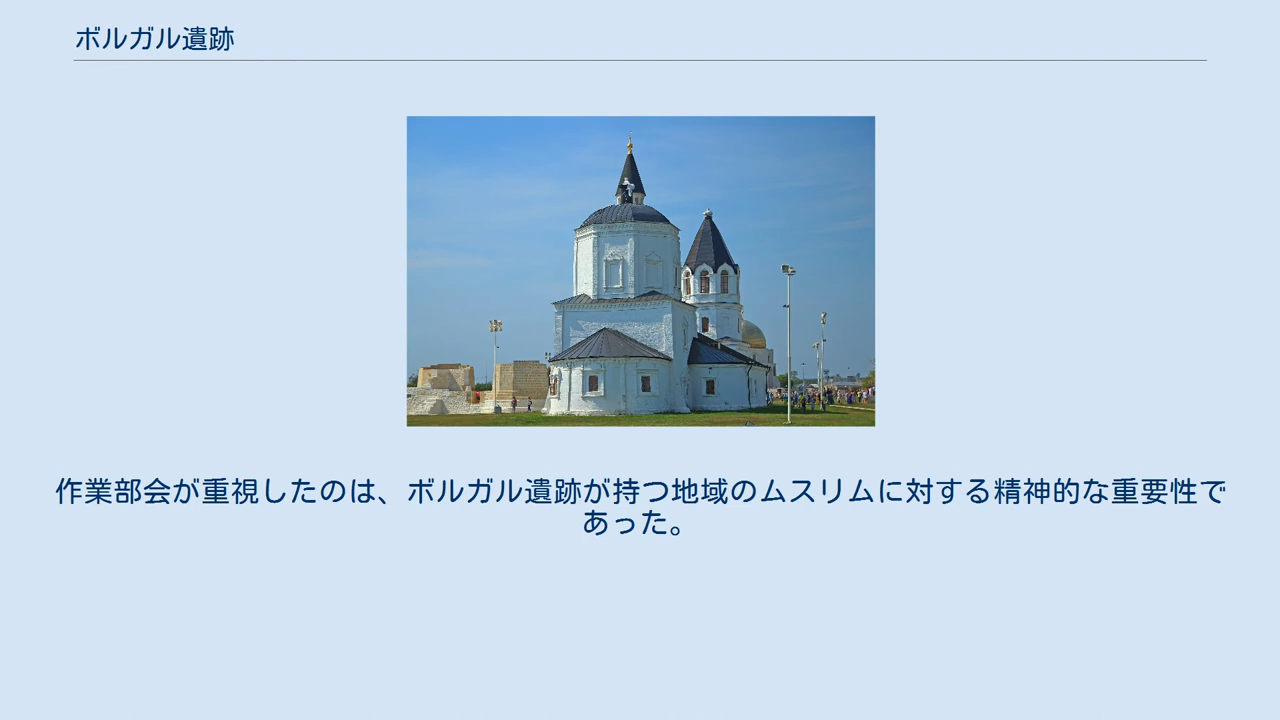 ボルガル遺跡
作業部会が重視したのは、ボルガル遺跡が持つ地域のムスリムに対する精神的な重要性で
あった。